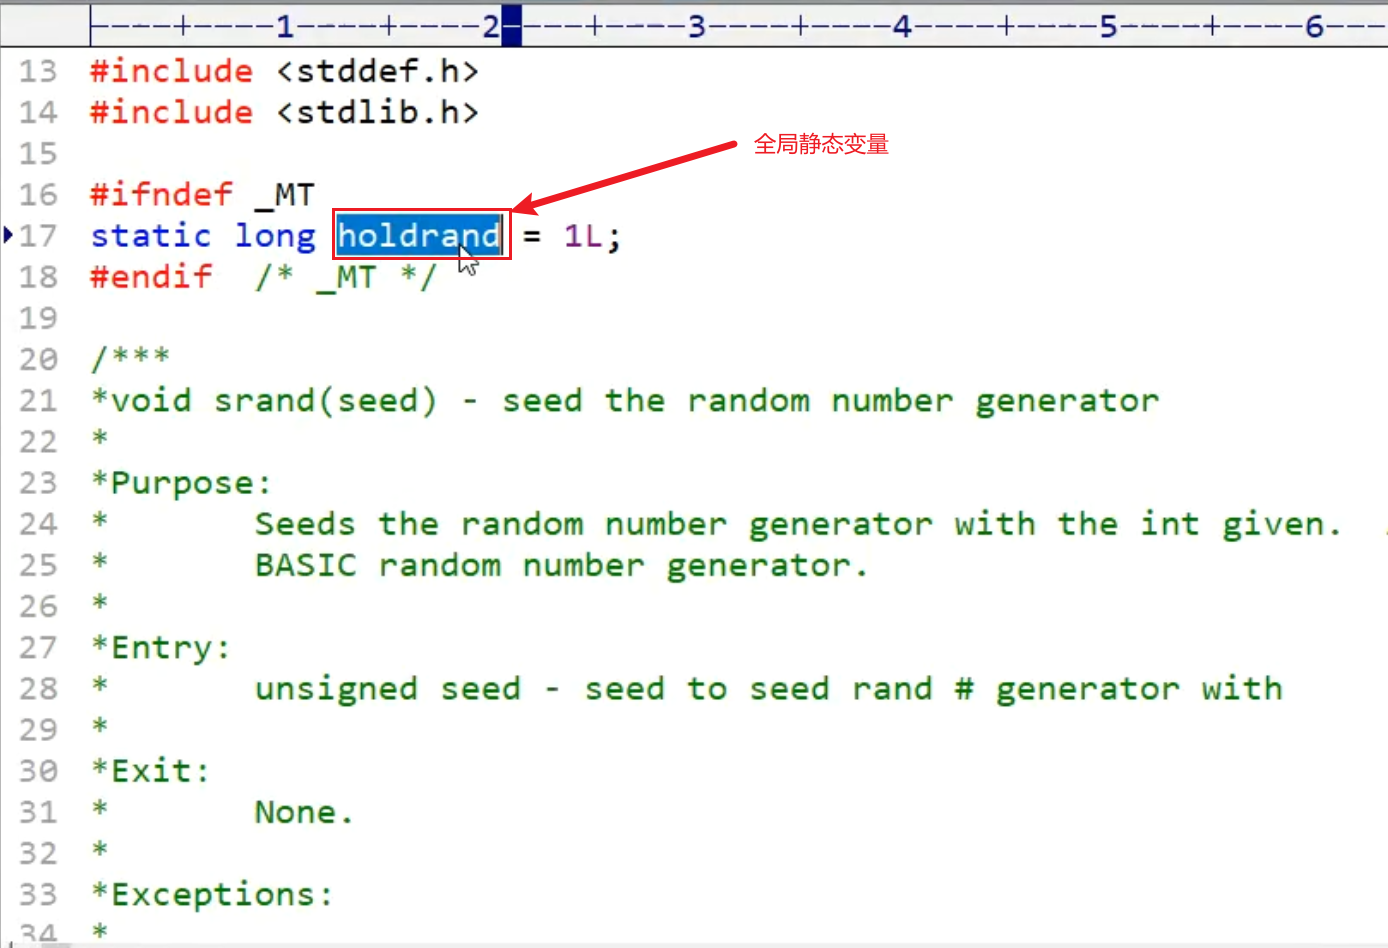 1 2 3 4 5 6
13 #include <stddef.h>
14 #include <stdlib.h>
全局静态变量
15
16 #ifndef _MT
17 static long holdrand = 1L;
18 #endif  /* _MT */
19
20 /***
21 *void srand(seed) - seed the random number generator
22 *
23 *Purpose:
24 *       Seeds the random number generator with the int given.
25 *       BASIC random number generator.
26 *
27 *Entry:
28 *       unsigned seed - seed to seed rand # generator with
29 *
30 *Exit:
31 *       None.
32 *
33 *Exceptions:
34 *